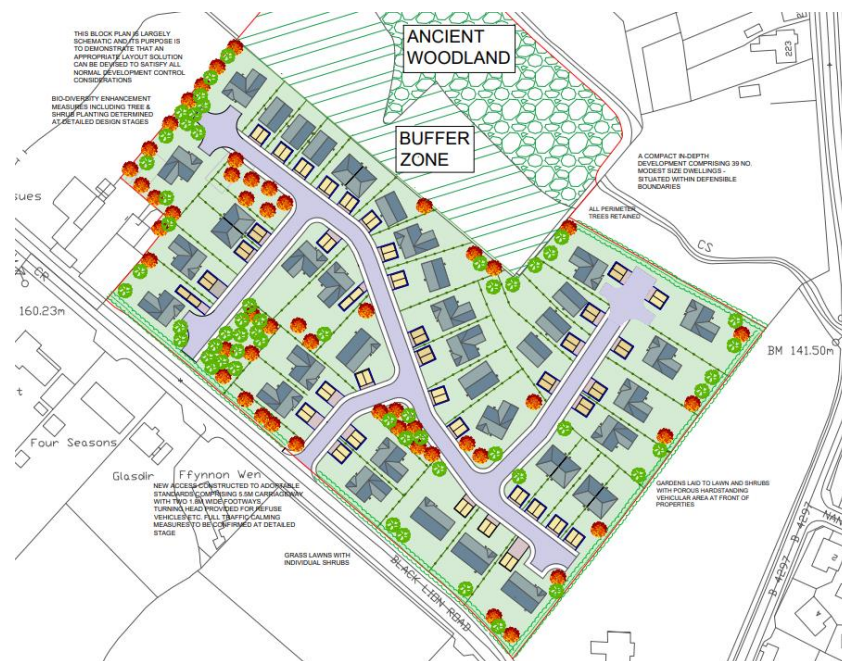 THIS BLOCK PLAN IS LARGELY
SCHEMATIC AND ITS PURPOSE IS
TO DEMONSTRATE THAT AN
APPROPRIATE LAYOUT SOLUTION
CAN BE DEVISED TO SATISFY ALL
NORMAL DEVELOPMENT CONTROL
CONSIDERATIONS
BIO-DIVERSITY ENHANCEMENT
MEASURES INCLUDING TREE &
SHRUB PLANTING DETERMINED
AT DETAILED DESIGN STAGES
ANCIENT
WOODLAND
BUFFER
ZONE
223
A COMPACT IN-DEPTH
DEVELOPMENT COMPRISING 39 NO.
MODEST SIZE DWELLINGS -
SITUATED WITHIN DEFENSIBLE
BOUNDARIES
ALL PERIMETER
TREES RETAINED
sues
CR
CS
160.23m
BM 141.50m
Four Seasons
Glasdir
Ffynnon Wen
NEW ACCESS CONSTRUCTED TO ADOPTABLE
STANDARDS COMPRISING 5.5M CARRIAGEWAY
WITH TWO 1.8M WIDE FOOTWAYS,
TURNING HEAD PROVIDED FOR REFUSE
VEHICLES ETC. FULL TRAFFIC CALMING
MEASURES TO BE CONFIRMED AT DETAILED
STAGE
GARDENS LAID TO LAWN AND SHRUBS
WITH POROUS HARDSTANDING
VEHICULAR AREA AT FRONT OF
PROPERTIES
GRASS LAWNS WITH
INDIVIDUAL SHRUBS
BLACK LION ROAD
B 4297
B 4297
NAN
2
4